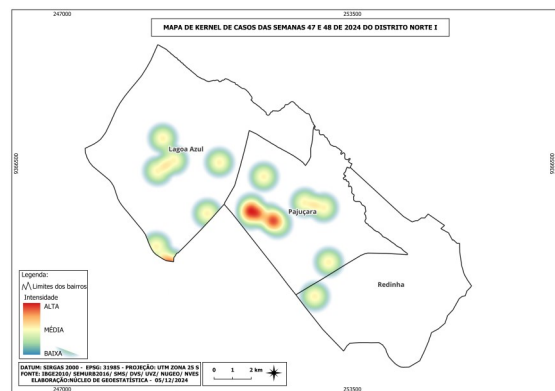 247000
253500
MAPA DE KERNEL DE CASOS DAS SEMANAS 47 E 48 DE 2024 DO DISTRITO NORTE I
9366500
9366500
Lagoa Azul
Pajuçara
Redinha
Legenda:
Limites dos bairros
Intensidade
ALTA
MÉDIA
BAIXA
DATUM: SIRGAS 2000 - EPSG: 31985 - PROJEÇÃO: UTM ZONA 25 S
FONTE: IBGE2010/ SEMURB2016/ SMS/ DVS/ UVZ/ NUGEO/ NVES
ELABORAÇÃO:NÚCLEO DE GEOESTATÍSTICA - 05/12/2024
0 1 2 km
247000
253500